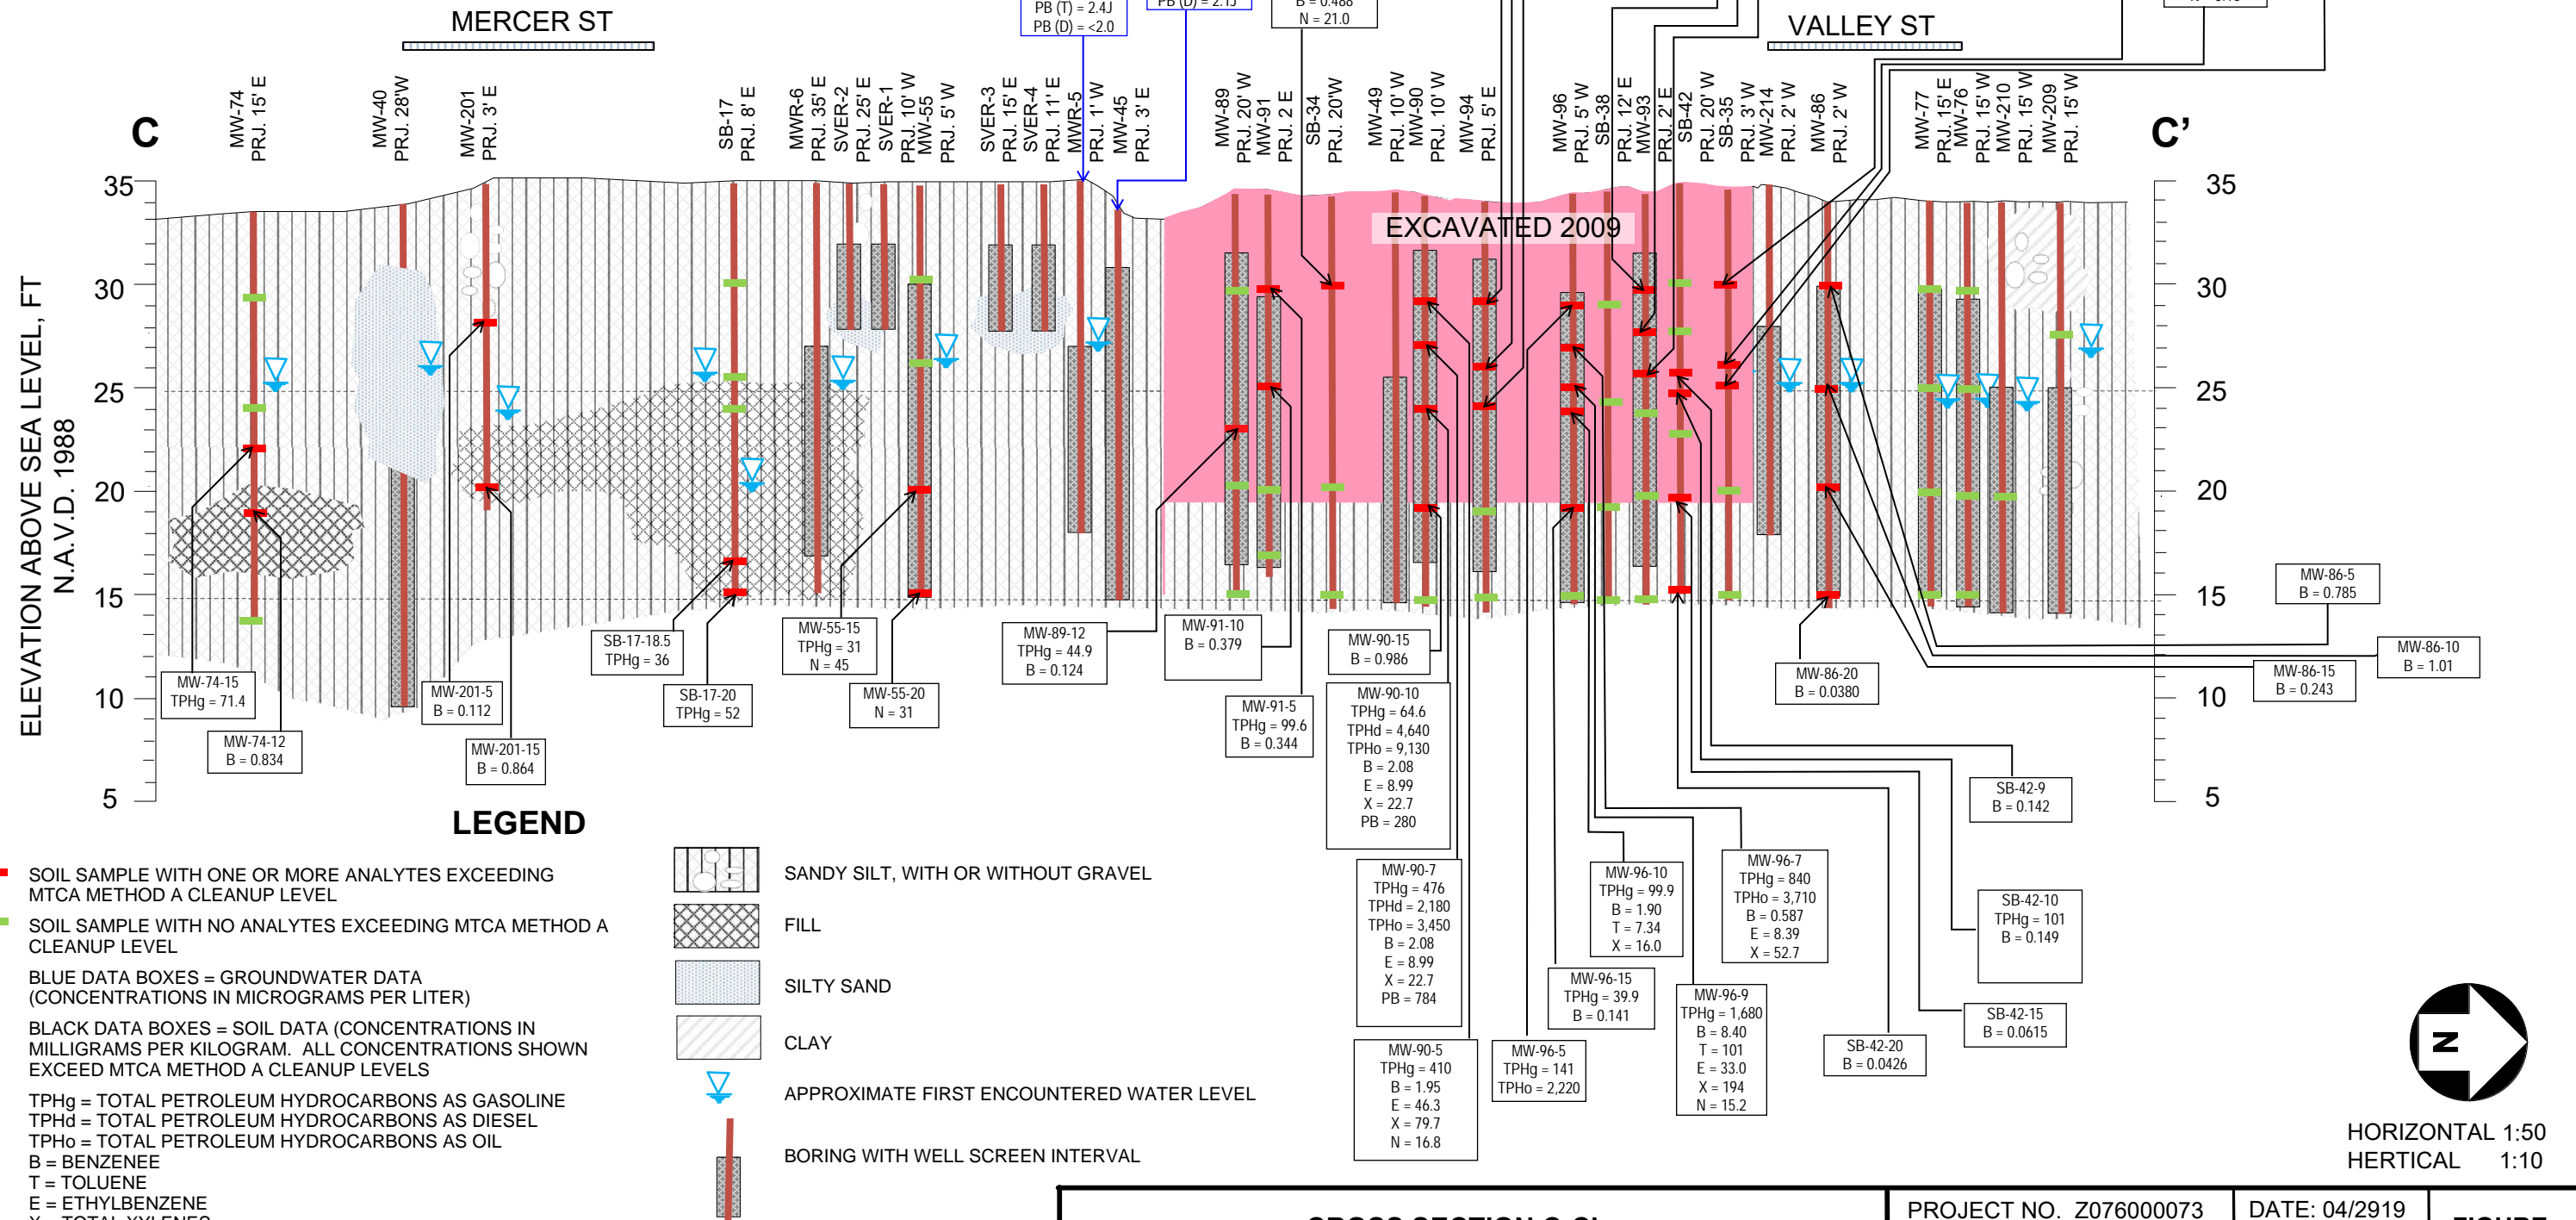 MERCER ST
PB (T) = 2.4J
PB (D) = <2.0
PB (D) = 2.1J
B = 0.488
N = 21.0
VALLEY ST
C
MW-74
PRJ. 15' E
MW-40
PRJ. 28'W
MW-201
PRJ. 3' E
SB-17
PRJ. 8' E
MWR-6
PRJ. 35' E
SVER-2
PRJ. 25' E
SVER-1
PRJ. 10' W
MW-55
PRJ. 5' W
SVER-3
PRJ. 15' E
SVER-4
PRJ. 11' E
MWR-5
PRJ. 1' W
MW-45
PRJ. 3' E
MW-89
PRJ. 20' W
MW-91
PRJ. 2 E
SB-34
PRJ. 20'W
MW-49
PRJ. 10' W
MW-90
PRJ. 10' W
MW-94
PRJ. 5' E
MW-96
PRJ. 5' W
SB-38
PRJ. 12' E
MW-93
PRJ. 2' E
SB-42
PRJ. 20' W
SB-35
PRJ. 3' W
MW-214
PRJ. 2' W
MW-86
PRJ. 2' W
MW-77
PRJ. 15' E
MW-76
PRJ. 15' W
MW-210
PRJ. 15' W
MW-209
PRJ. 15' W
C'
ELEVATION ABOVE SEA LEVEL, FT
N.A.V.D. 1988
35
30
25
20
15
10
5
EXCAVATED 2009
35
30
25
20
15
10
5
MW-74-15
TPHg = 71.4
MW-74-12
B = 0.834
MW-201-5
B = 0.112
MW-201-15
B = 0.864
SB-17-18.5
TPHg = 36
SB-17-20
TPHg = 52
MW-55-15
TPHg = 31
N = 45
MW-55-20
N = 31
MW-89-12
TPHg = 44.9
B = 0.124
MW-91-10
B = 0.379
MW-91-5
TPHg = 99.6
B = 0.344
MW-90-15
B = 0.986
MW-90-10
TPHg = 64.6
TPHd = 4,640
TPHo = 9,130
B = 2.08
E = 8.99
X = 22.7
PB = 280
MW-90-7
TPHg = 476
TPHd = 2,180
TPHo = 3,450
B = 2.08
E = 8.99
X = 22.7
PB = 784
MW-90-5
TPHg = 410
B = 1.95
E = 46.3
X = 79.7
N = 16.8
MW-96-5
TPHg = 141
TPHo = 2,220
MW-96-15
TPHg = 39.9
B = 0.141
MW-96-10
TPHg = 99.9
B = 1.90
T = 7.34
X = 16.0
MW-96-9
TPHg = 1,680
B = 8.40
T = 101
E = 33.0
X = 194
N = 15.2
MW-96-7
TPHg = 840
TPHo = 3,710
B = 0.587
E = 8.39
X = 52.7
MW-86-20
B = 0.0380
SB-42-20
B = 0.0426
SB-42-15
B = 0.0615
SB-42-10
TPHg = 101
B = 0.149
SB-42-9
B = 0.142
MW-86-5
B = 0.785
MW-86-10
B = 1.01
MW-86-15
B = 0.243
LEGEND
SOIL SAMPLE WITH ONE OR MORE ANALYTES EXCEEDING
MTCA METHOD A CLEANUP LEVEL
SOIL SAMPLE WITH NO ANALYTES EXCEEDING MTCA METHOD A
CLEANUP LEVEL
BLUE DATA BOXES = GROUNDWATER DATA
(CONCENTRATIONS IN MICROGRAMS PER LITER)
BLACK DATA BOXES = SOIL DATA (CONCENTRATIONS IN
MILLIGRAMS PER KILOGRAM. ALL CONCENTRATIONS SHOWN
EXCEED MTCA METHOD A CLEANUP LEVELS
TPHg = TOTAL PETROLEUM HYDROCARBONS AS GASOLINE
TPHd = TOTAL PETROLEUM HYDROCARBONS AS DIESEL
TPHo = TOTAL PETROLEUM HYDROCARBONS AS OIL
B = BENZENEE
T = TOLUENE
E = ETHYLBENZENE
X = TOTAL XYLENES
SANDY SILT, WITH OR WITHOUT GRAVEL
FILL
SILTY SAND
CLAY
APPROXIMATE FIRST ENCOUNTERED WATER LEVEL
BORING WITH WELL SCREEN INTERVAL
N
HORIZONTAL 1:50
HERTICAL 1:10
PROJECT NO. Z076000073
DATE: 04/2919
FIGURE